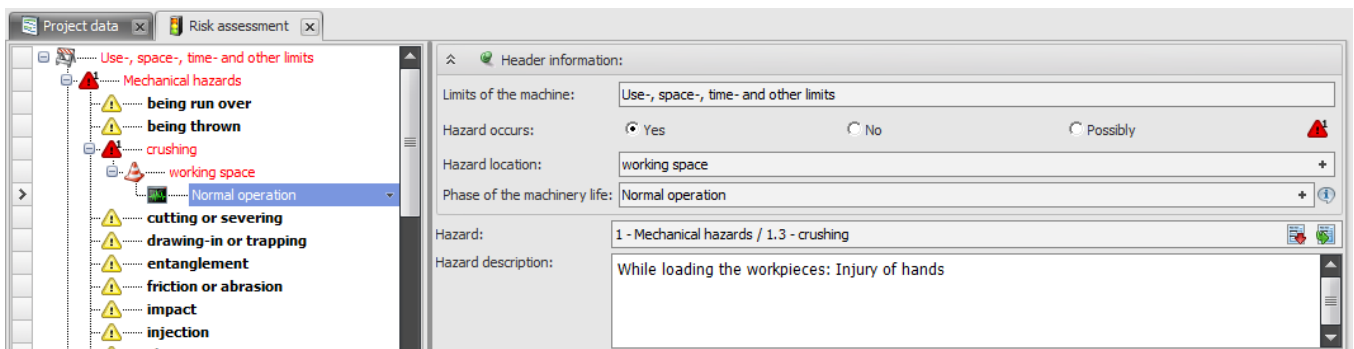 Project data
Risk assessment
Use-, space-, time- and other limits
Mechanical hazards
being run over
being thrown
crushing
working space
Normal operation
cutting or severing
drawing-in or trapping
entanglement
friction or abrasion
impact
injection
Header information:
Limits of the machine: Use-, space-, time- and other limits
Hazard occurs: Yes No Possibly
Hazard location: working space
Phase of the machinery life: Normal operation
Hazard: 1 - Mechanical hazards / 1.3 - crushing
Hazard description: While loading the workpieces: Injury of hands